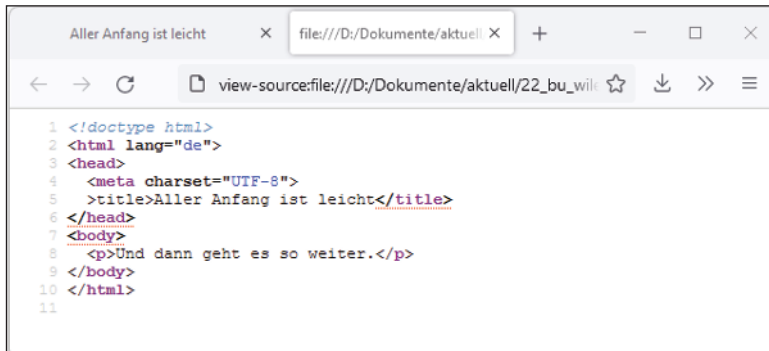 Aller Anfang ist leicht
file:///D:/Dokumente/aktuell
view-source:file:///D:/Dokumente/aktuell/22_bu_wile
1 <!doctype html>
2 <html lang="de">
3 <head>
4 <meta charset="UTF-8">
5 >title>Aller Anfang ist leicht</title>
6 </head>
7 <body>
8 <p>Und dann geht es so weiter.</p>
9 </body>
10 </html>
11